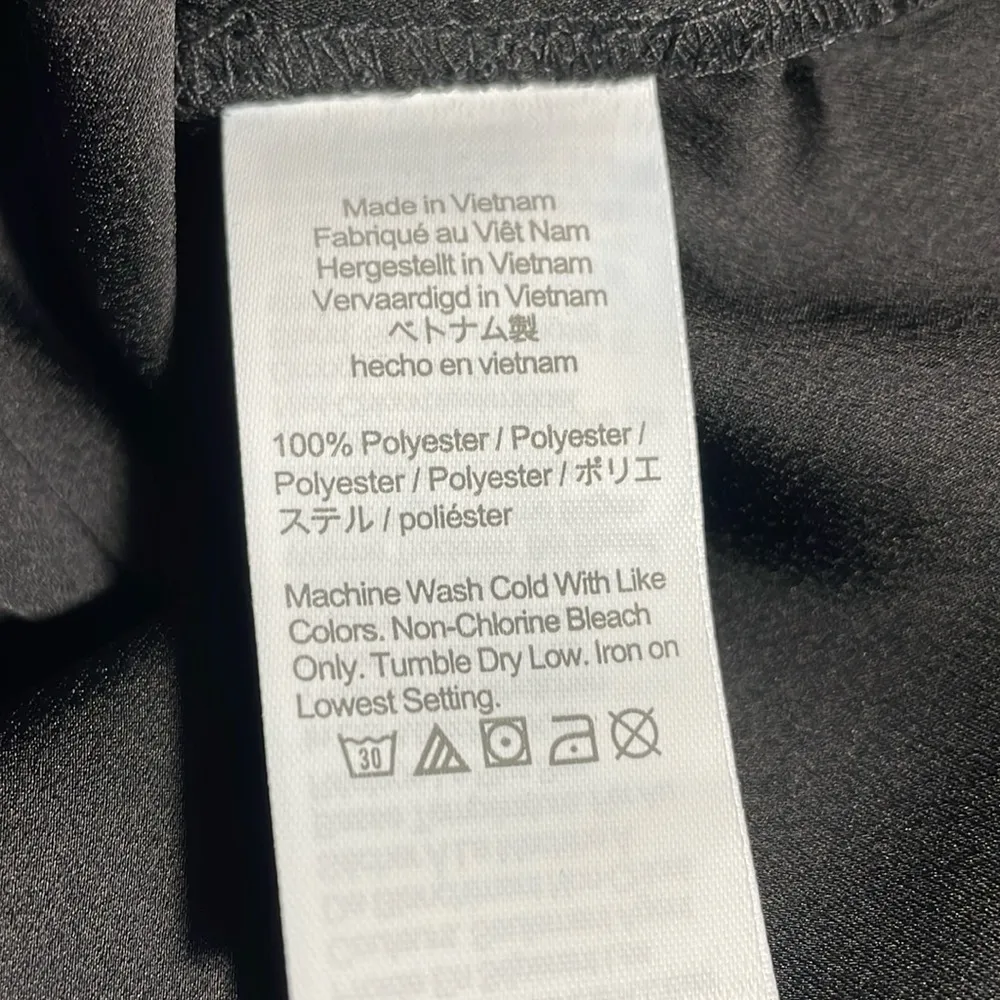 Made in Vietnam
Fabriqué au Viêt Nam
Hergestellt in Vietnam
Vervaardigd in Vietnam
ベトナム製
hecho en vietnam
100% Polyester / Polyester /
Polyester / Polyester / ポリエ
ステル / poliéster
Machine Wash Cold With Like
Colors. Non-Chlorine Bleach
Only. Tumble Dry Low. Iron on
Lowest Setting.
30